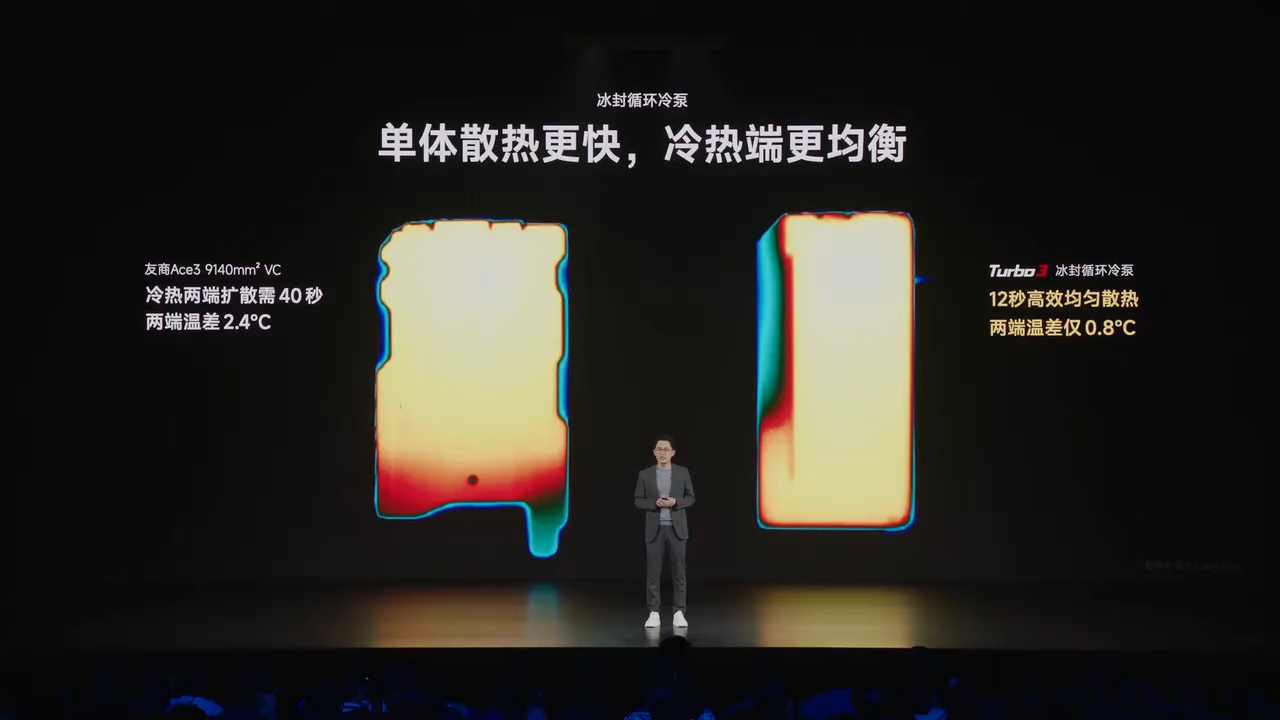 冰封循环冷泵
单体散热更快，冷热端更均衡
友商Ace3 9140mm² VC
冷热两端扩散需40秒
两端温差2.4°C
Turbo3 冰封循环冷泵
12秒高效均匀散热
两端温差仅0.8°C